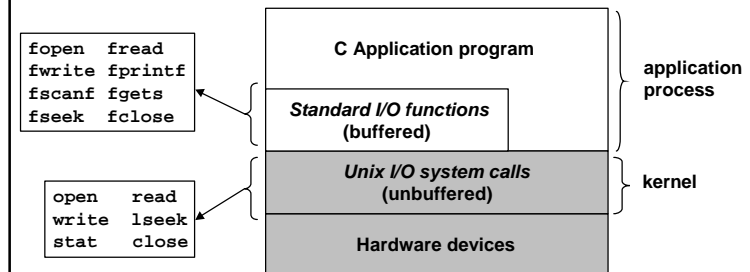 fopen fread
fwrite fprintf
fscanf fgets
fseek fclose
C Application program
Standard I/O functions
(buffered)
application
process
open read
write lseek
stat close
Unix I/O system calls
(unbuffered)
kernel
Hardware devices